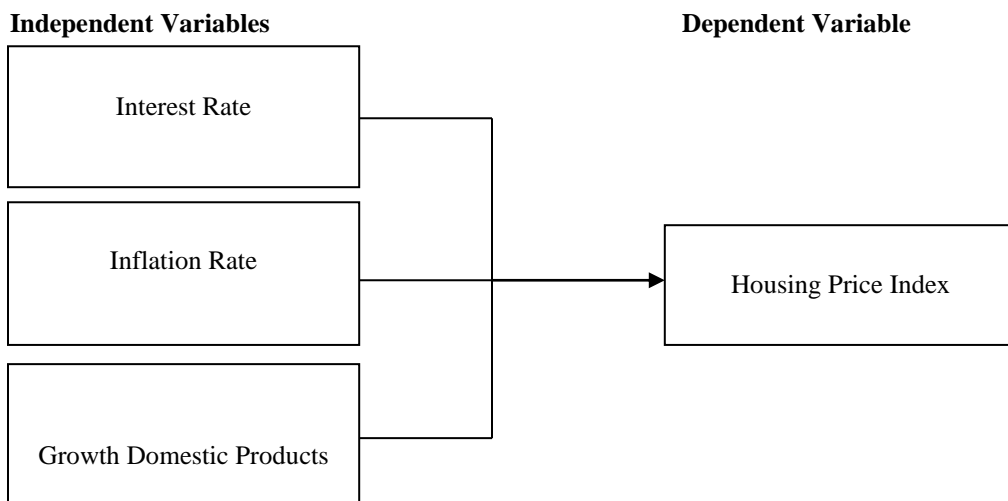 Independent Variables
Dependent Variable
Interest Rate
Inflation Rate
Housing Price Index
Growth Domestic Products